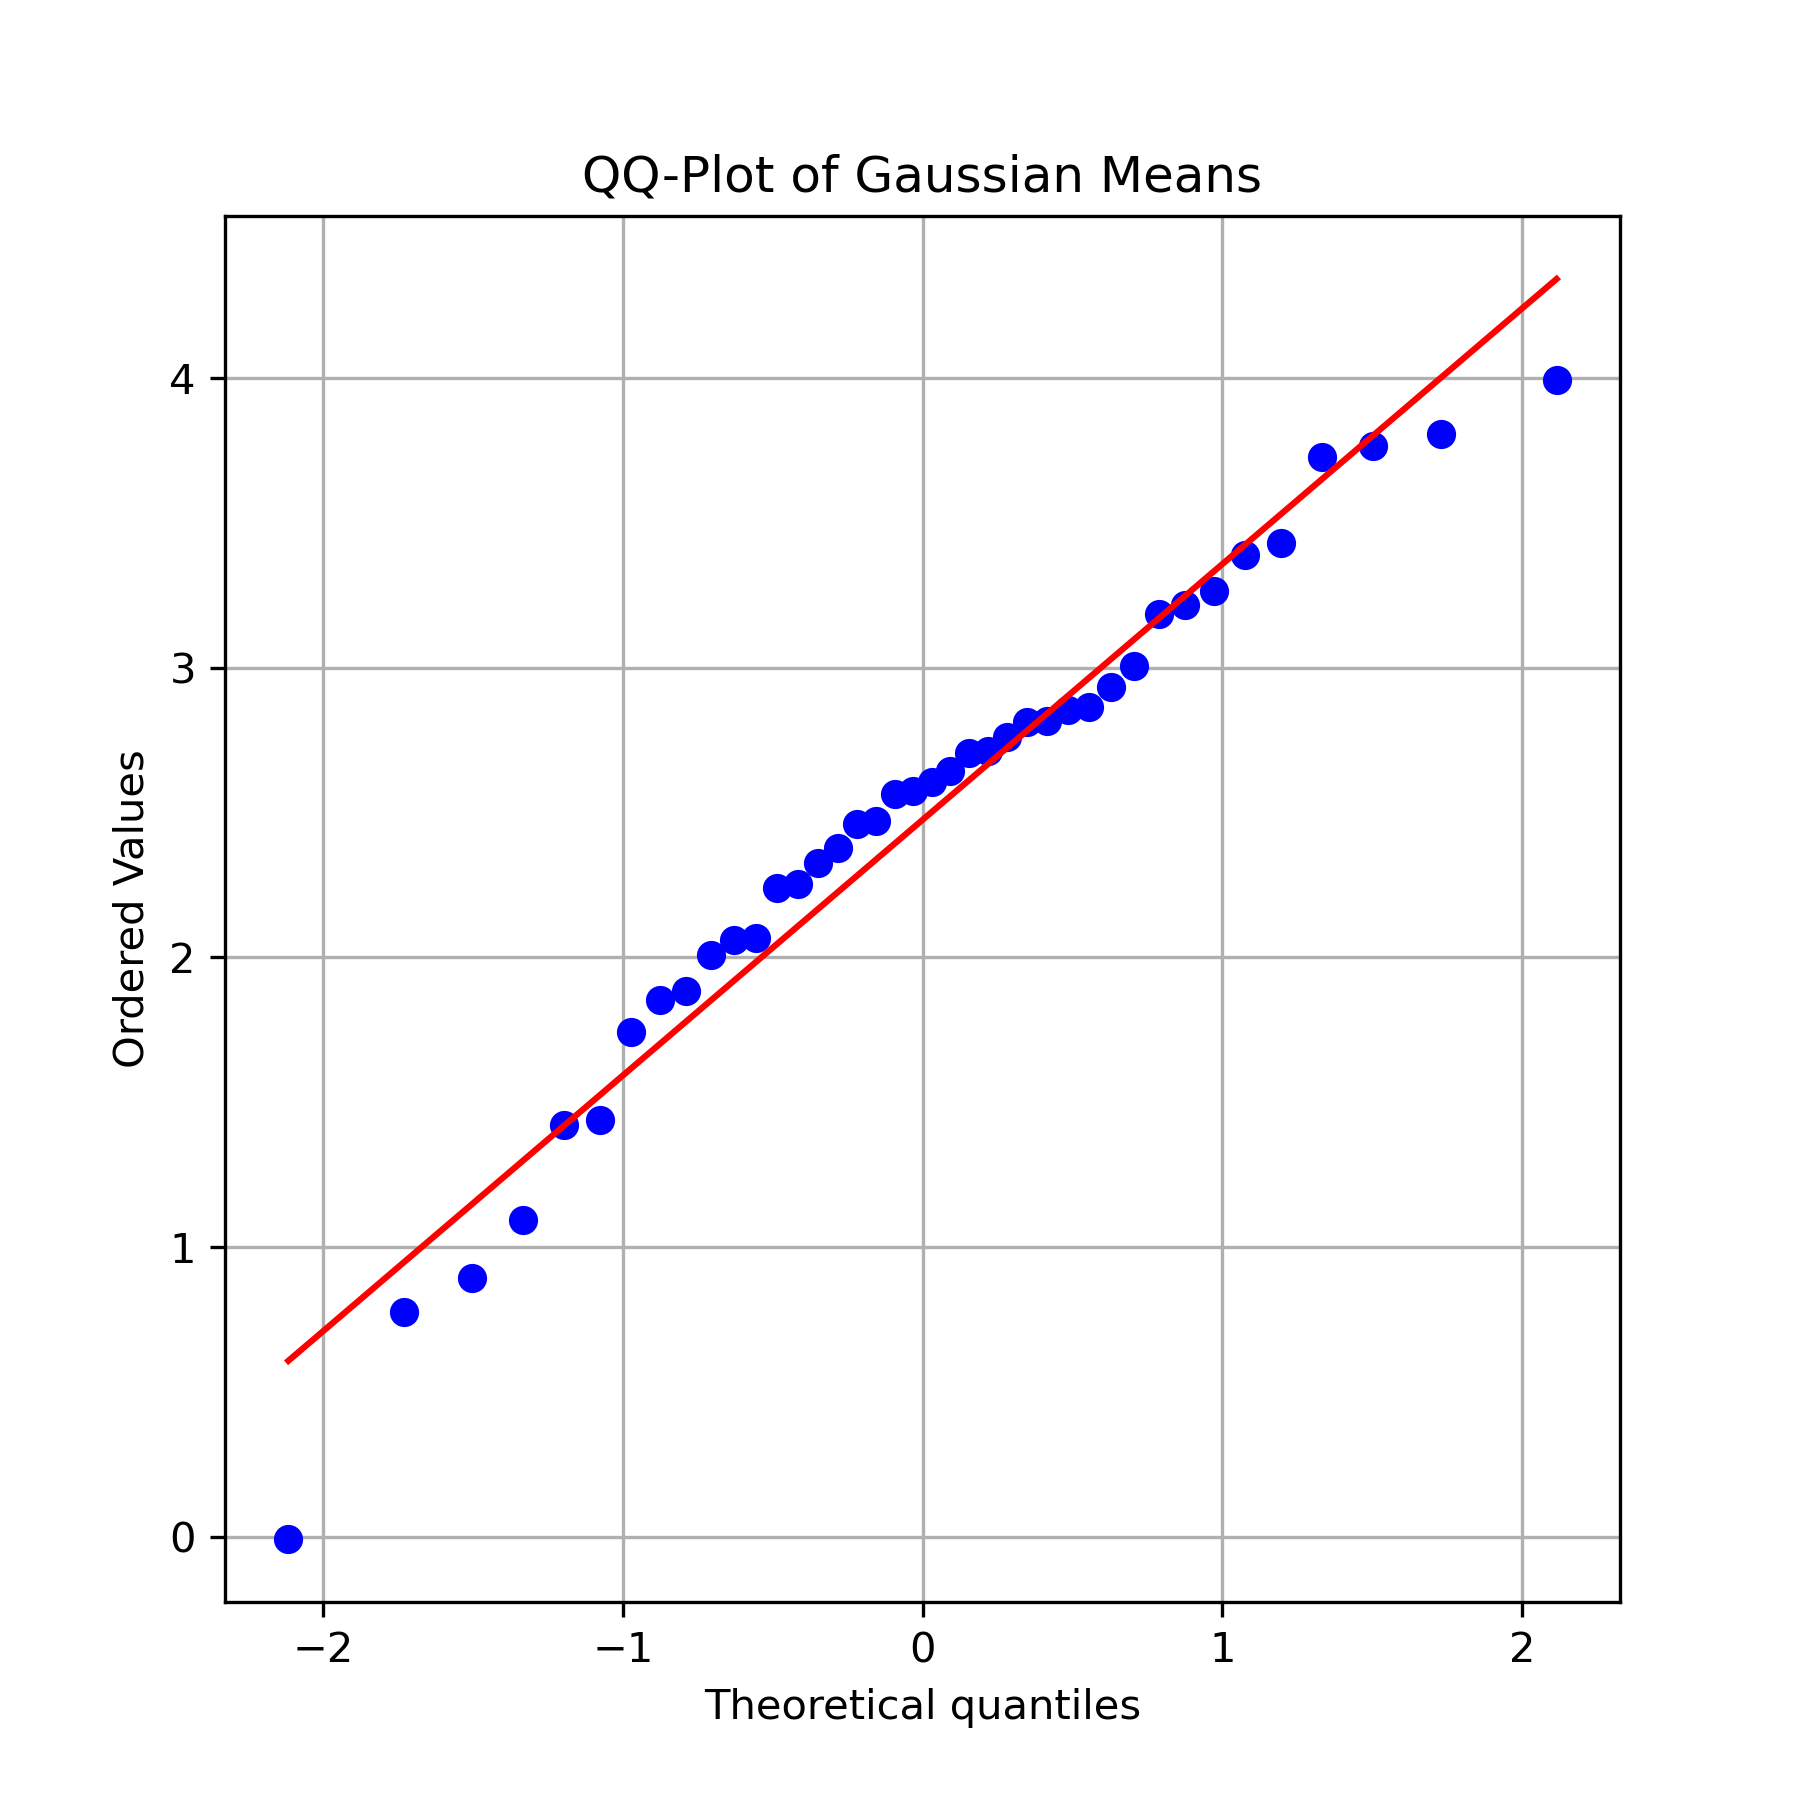 QQ-Plot of Gaussian Means
Ordered Values
4
3
2
1
0
−2 −1 0 1 2
Theoretical quantiles